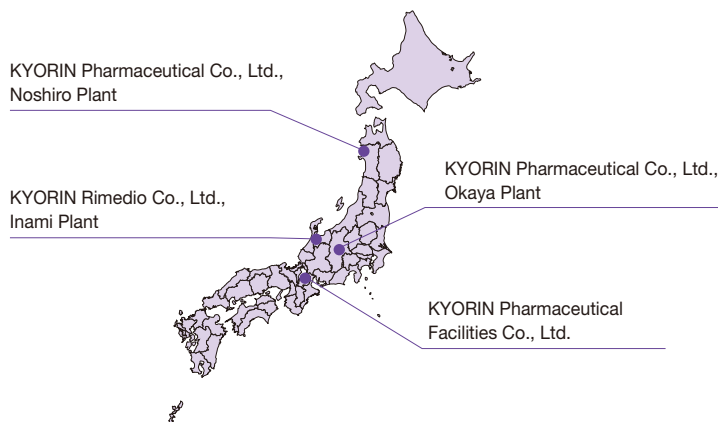 KYORIN Pharmaceutical Co., Ltd.,
Noshiro Plant
KYORIN Pharmaceutical Co., Ltd.,
Okaya Plant
KYORIN Rimedio Co., Ltd.,
Inami Plant
KYORIN Pharmaceutical
Facilities Co., Ltd.